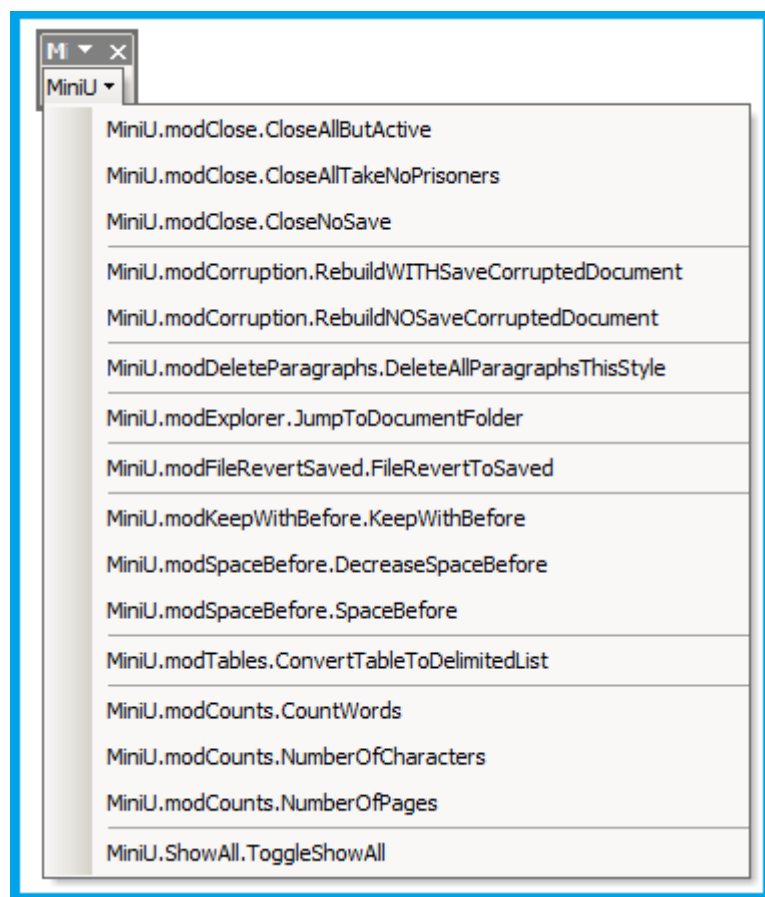 Mi
MiniU
MiniU.modClose.CloseAllButActive
MiniU.modClose.CloseAllTakeNoPrisoners
MiniU.modClose.CloseNoSave
MiniU.modCorruption.RebuildWITHSaveCorruptedDocument
MiniU.modCorruption.RebuildNOSaveCorruptedDocument
MiniU.modDeleteParagraphs.DeleteAllParagraphsThisStyle
MiniU.modExplorer.JumpToDocumentFolder
MiniU.modFileRevertSaved.FileRevertToSaved
MiniU.modKeepWithBefore.KeepWithBefore
MiniU.modSpaceBefore.DecreaseSpaceBefore
MiniU.modSpaceBefore.SpaceBefore
MiniU.modTables.ConvertTableToDelimitedList
MiniU.modCounts.CountWords
MiniU.modCounts.NumberOfCharacters
MiniU.modCounts.NumberOfPages
MiniU.ShowAll.ToggleShowAll